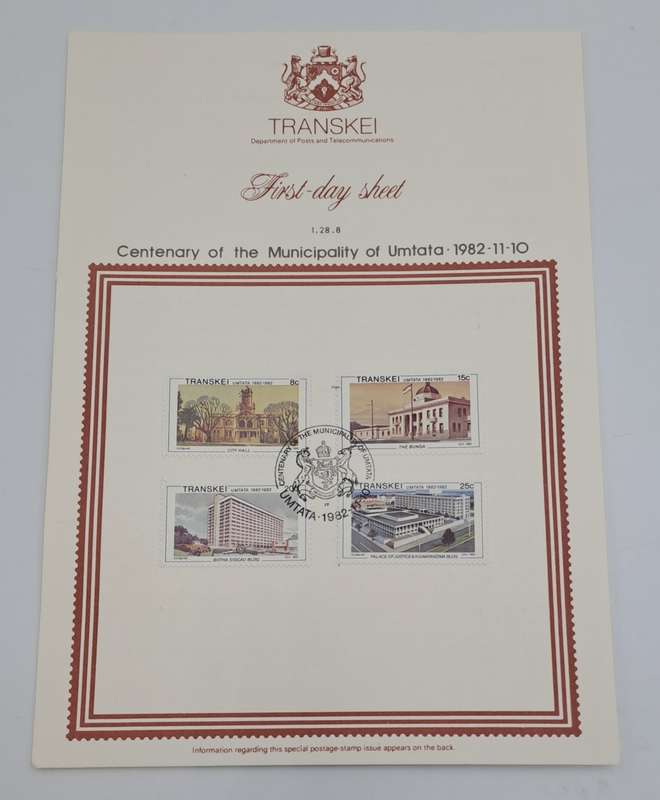 TRANSKEI
Department of Posts and Telecommunications
First-day sheet
1.28.8
Centenary of the Municipality of Umtata · 1982-11-10
TRANSKEI UMTATA 1882-1982 8c
CITY HALL
TRANSKEI UMTATA 1882-1982 15c
THE BUNGA
CENTENARY OF THE MUNICIPALITY OF UMTATA
UMTATA · 1982-11-10
TRANSKEI UMTATA 1882-1982 20c
BOTHA SIGCAU BLDG
TRANSKEI UMTATA 1882-1982 25c
PALACE OF JUSTICE & K.D. MATANZIMA BLDG
Information regarding this special postage-stamp issue appears on the back.